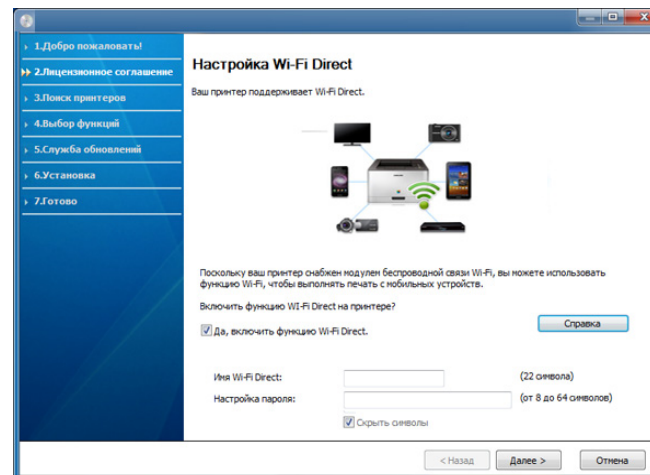 1.Добро пожаловать!
2.Лицензионное соглашение
3.Поиск принтеров
4.Выбор функций
5.Служба обновлений
6.Установка
7.Готово
Настройка Wi-Fi Direct
Ваш принтер поддерживает Wi-Fi Direct.
Поскольку ваш принтер снабжен модулем беспроводной связи Wi-Fi, вы можете использовать
функцию Wi-Fi, чтобы выполнять печать с мобильных устройств.
Включить функцию WI-Fi Direct на принтере?
Да, включить функцию Wi-Fi Direct.
Справка
Имя Wi-Fi Direct:
(22 символа)
Настройка пароля:
(от 8 до 64 символов)
Скрыть символы
< Назад
Далее >
Отмена